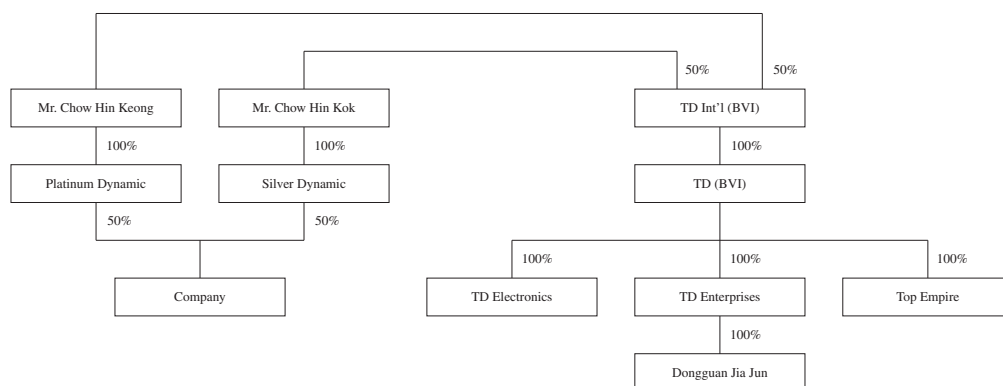 50%
50%
Mr. Chow Hin Keong
Mr. Chow Hin Kok
TD Int'l (BVI)
100%
100%
100%
Platinum Dynamic
Silver Dynamic
TD (BVI)
50%
50%
100%
100%
100%
Company
TD Electronics
TD Enterprises
Top Empire
100%
Dongguan Jia Jun